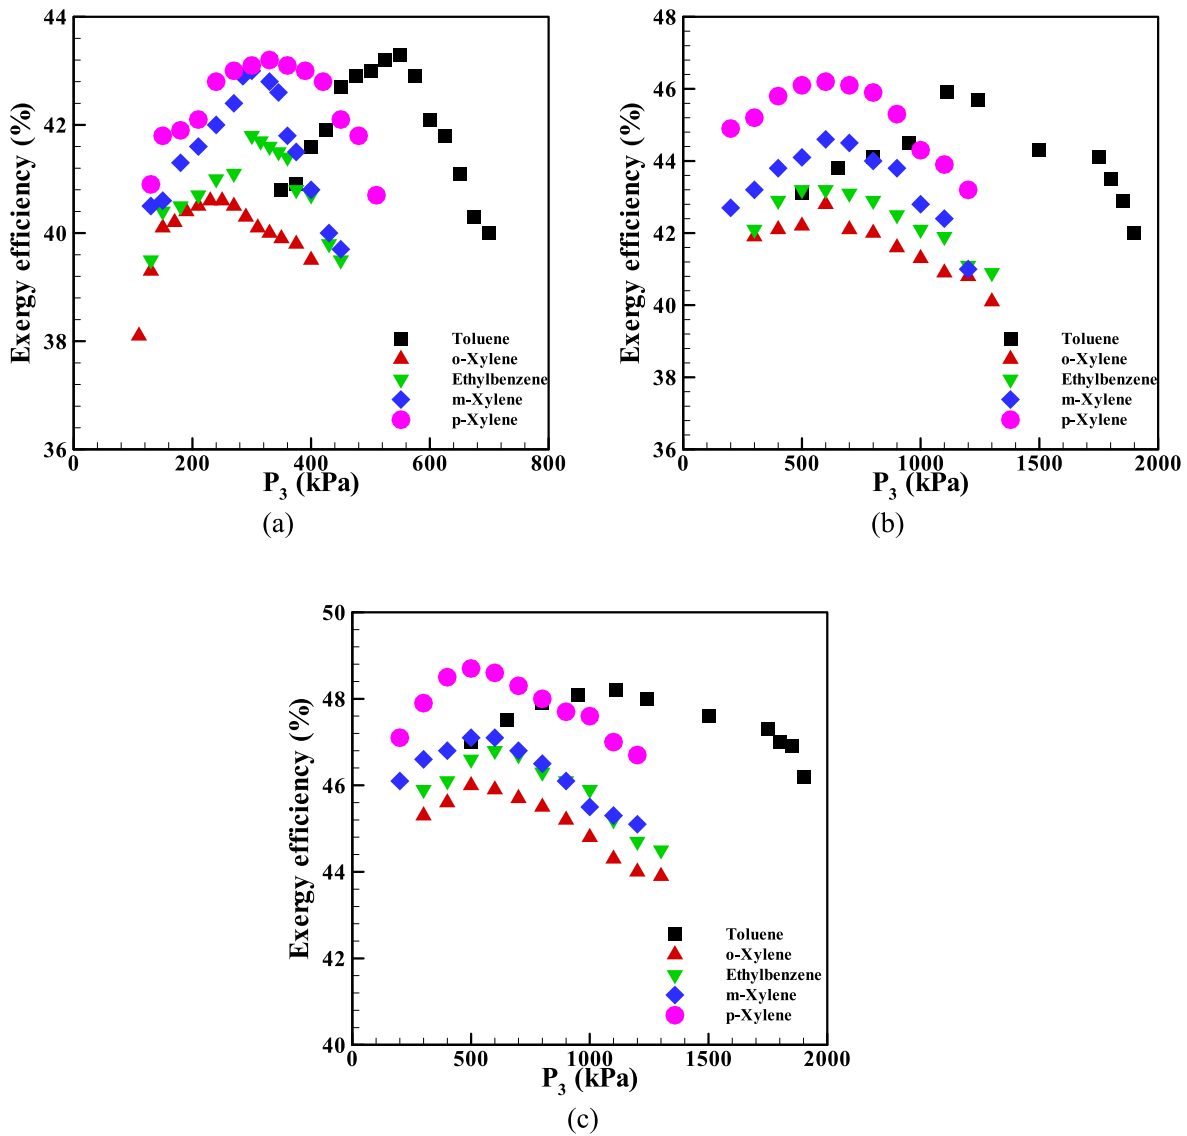 44
42
40
38
36
Exergy efficiency (%)
0
200
400
600
800
P3 (kPa)
Toluene
o-Xylene
Ethylbenzene
m-Xylene
p-Xylene
(a)
48
46
44
42
40
38
36
Exergy efficiency (%)
0
500
1000
1500
2000
P3 (kPa)
Toluene
o-Xylene
Ethylbenzene
m-Xylene
p-Xylene
(b)
50
48
46
44
42
40
Exergy efficiency (%)
0
500
1000
1500
2000
P3 (kPa)
Toluene
o-Xylene
Ethylbenzene
m-Xylene
p-Xylene
(c)